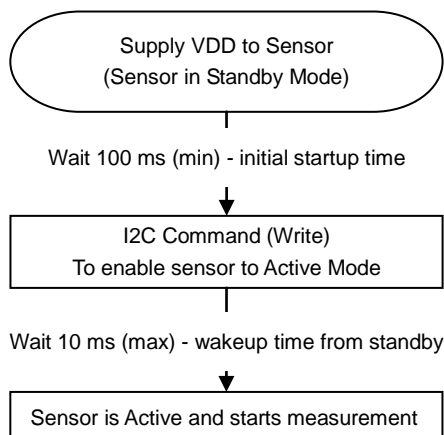 Supply VDD to Sensor
(Sensor in Standby Mode)
Wait 100 ms (min) - initial startup time
I2C Command (Write)
To enable sensor to Active Mode
Wait 10 ms (max) - wakeup time from standby
Sensor is Active and starts measurement